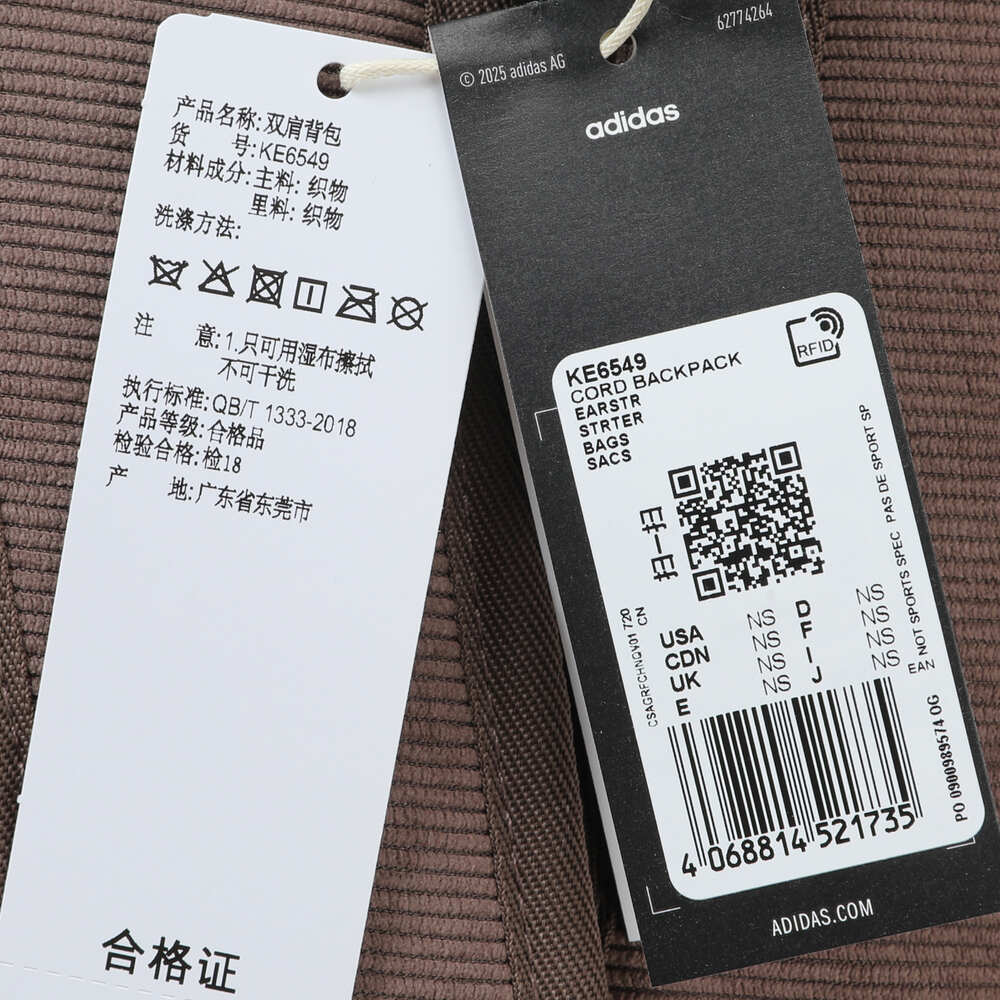 产品名称:双肩背包
货 号:KE6549
材料成分:主料: 织物
里料: 织物
洗涤方法:
注 意:1.只可用湿布擦拭
不可干洗
执行标准:QB/T 1333-2018
产品等级:合格品
检验合格:检18
产 地:广东省东莞市
合格证
62774264
© 2025 adidas AG
adidas
RFID
KE6549
CORD BACKPACK
EARSTR
STRTER
BAGS
SACS
CSAGRFCHNQV01 720
CN
USA NS D NS
CDN NS F NS
UK NS I NS
E NS J NS
EA NOT SPORTS SPEC PAS DE SPORT SP
NZ
PO 0900989574 OG
4 068814 521735
ADIDAS.COM